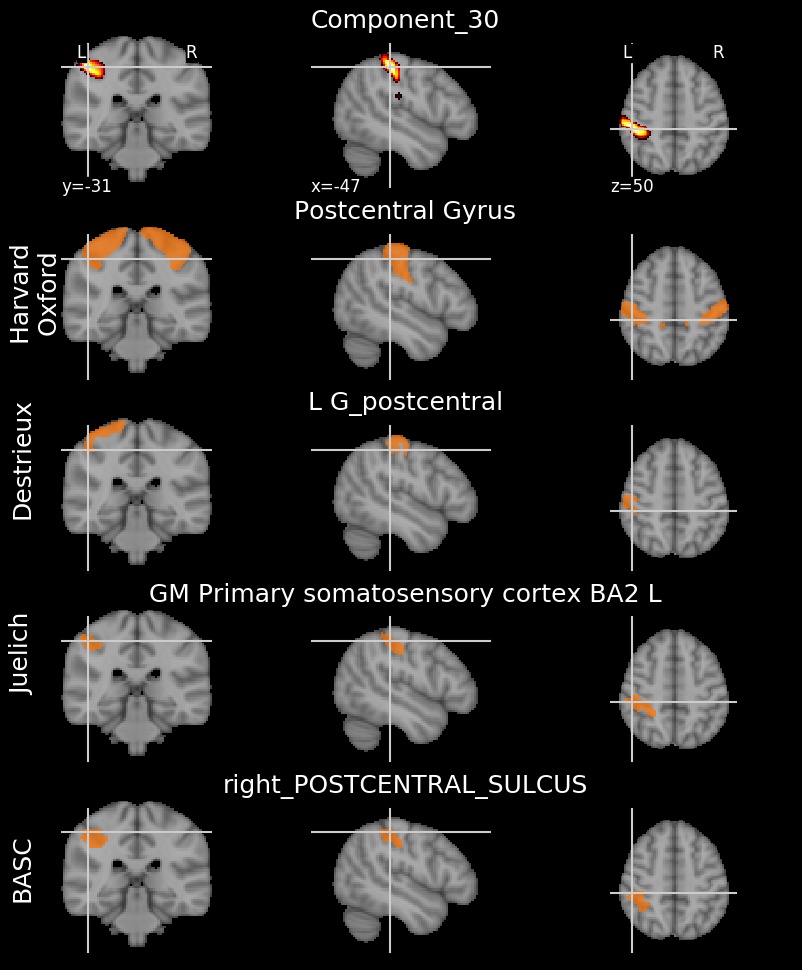 Component_30
L R
L R
y=-31
x=-47
z=50
Postcentral Gyrus
Harvard
Oxford
L G_postcentral
Destrieux
GM Primary somatosensory cortex BA2 L
Juelich
right_POSTCENTRAL_SULCUS
BASC